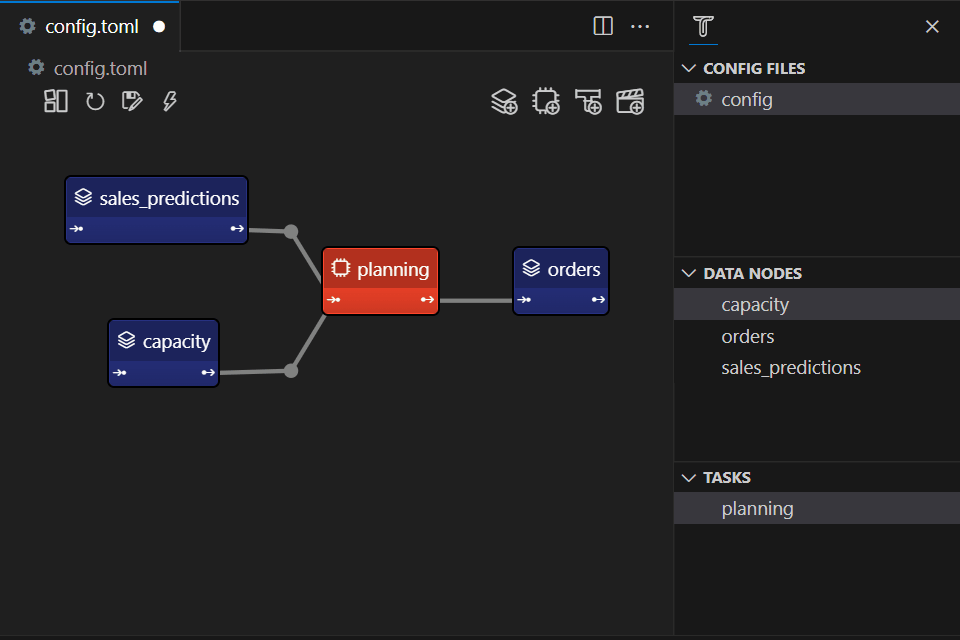 config.toml
config.toml
sales_predictions
planning
orders
capacity
CONFIG FILES
config
DATA NODES
capacity
orders
sales_predictions
TASKS
planning